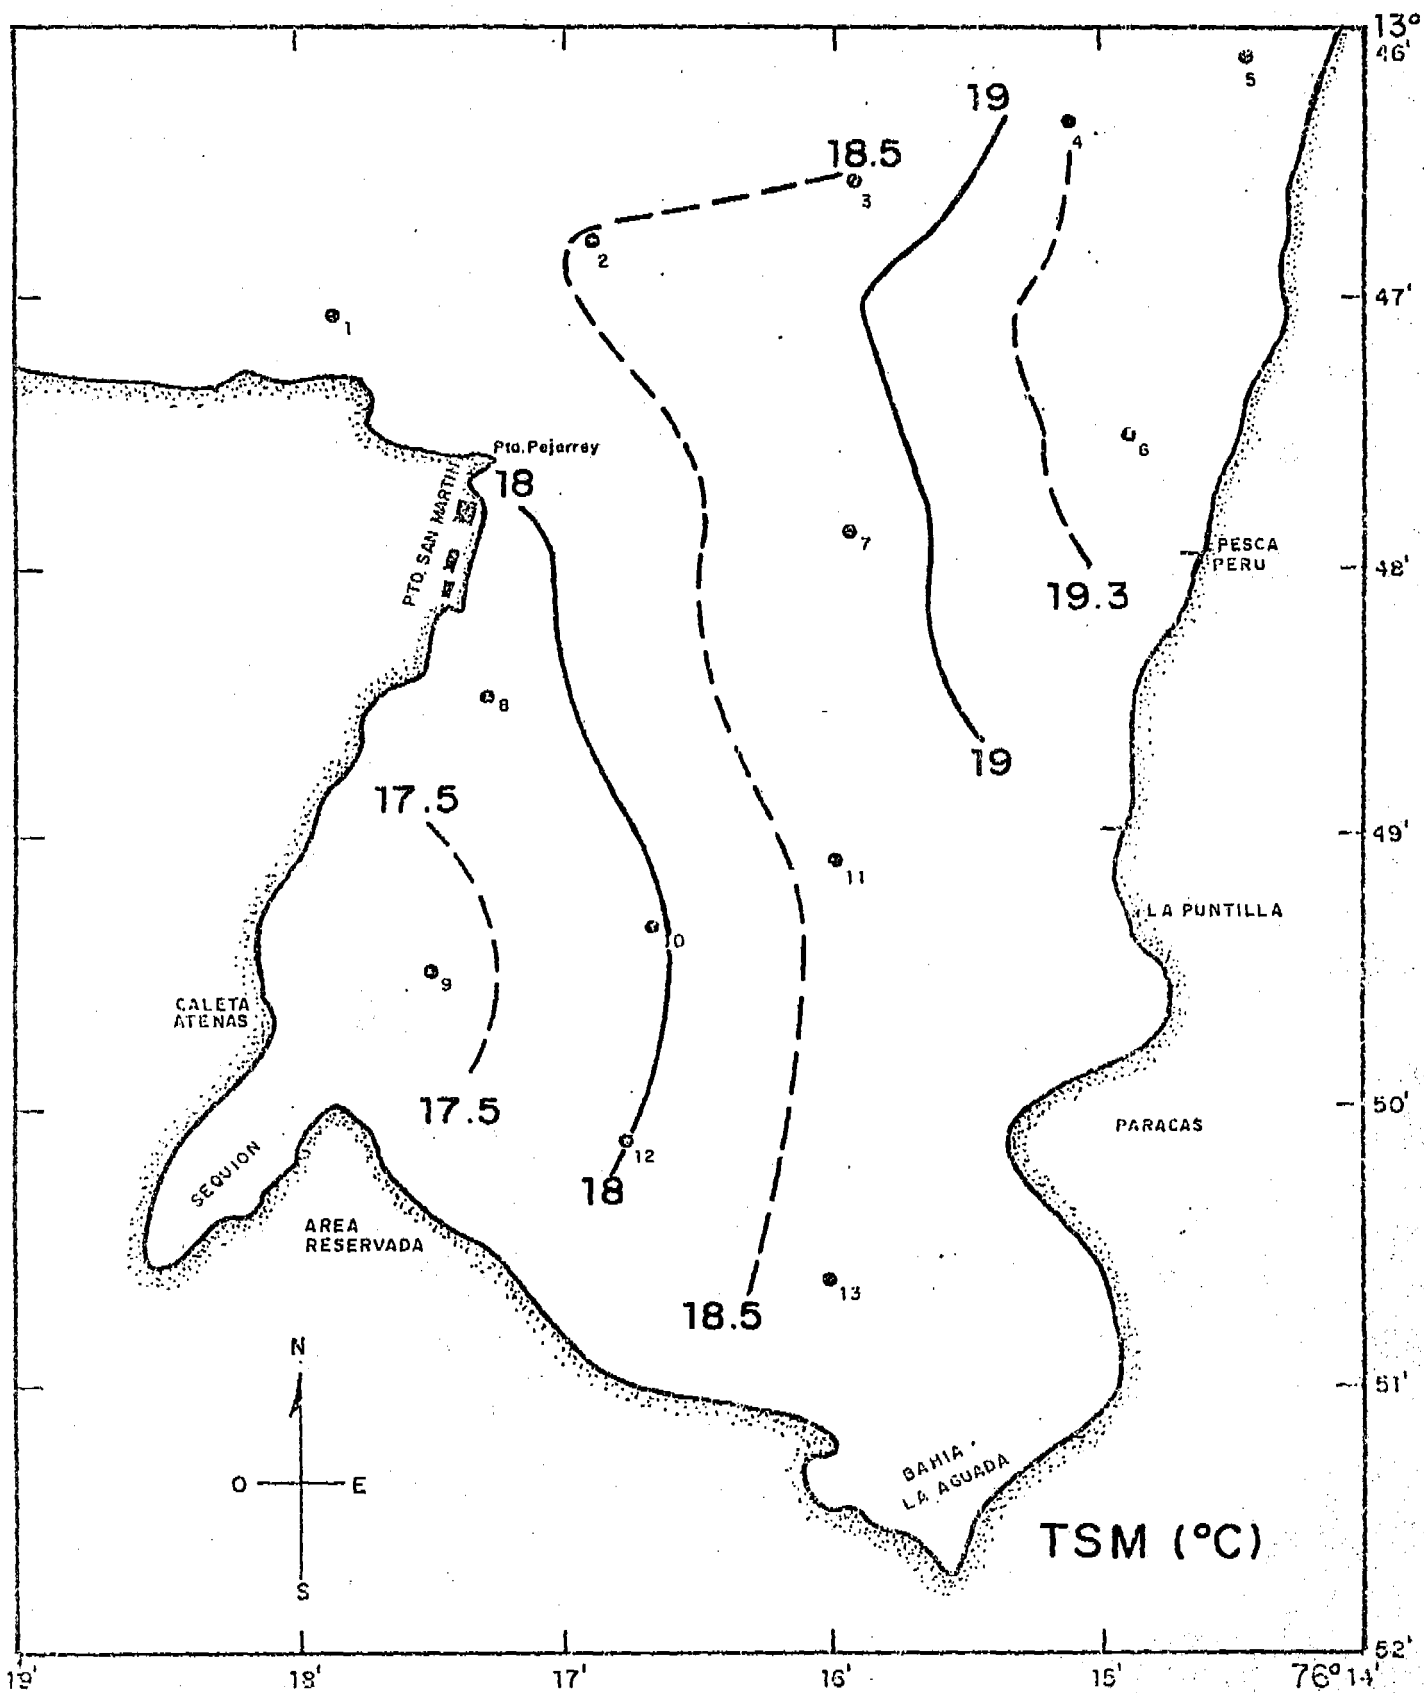 13°
46'
5
19
4
18.5
3
2
47'
1
Pta. Pejerrey
6
18
PTO. SAN MARTIN
7
PESCA
PERU
48'
19.3
8
19
17.5
49'
11
LA PUNTILLA
10
9
CALETA
ATENAS
17.5
50'
PARACAS
12
SEQUION
18
AREA
RESERVADA
13
18.5
N
51'
BAHIA
LA AGUADA
O
E
TSM (°C)
S
52'
19'
18'
17'
16'
15'
76°14'